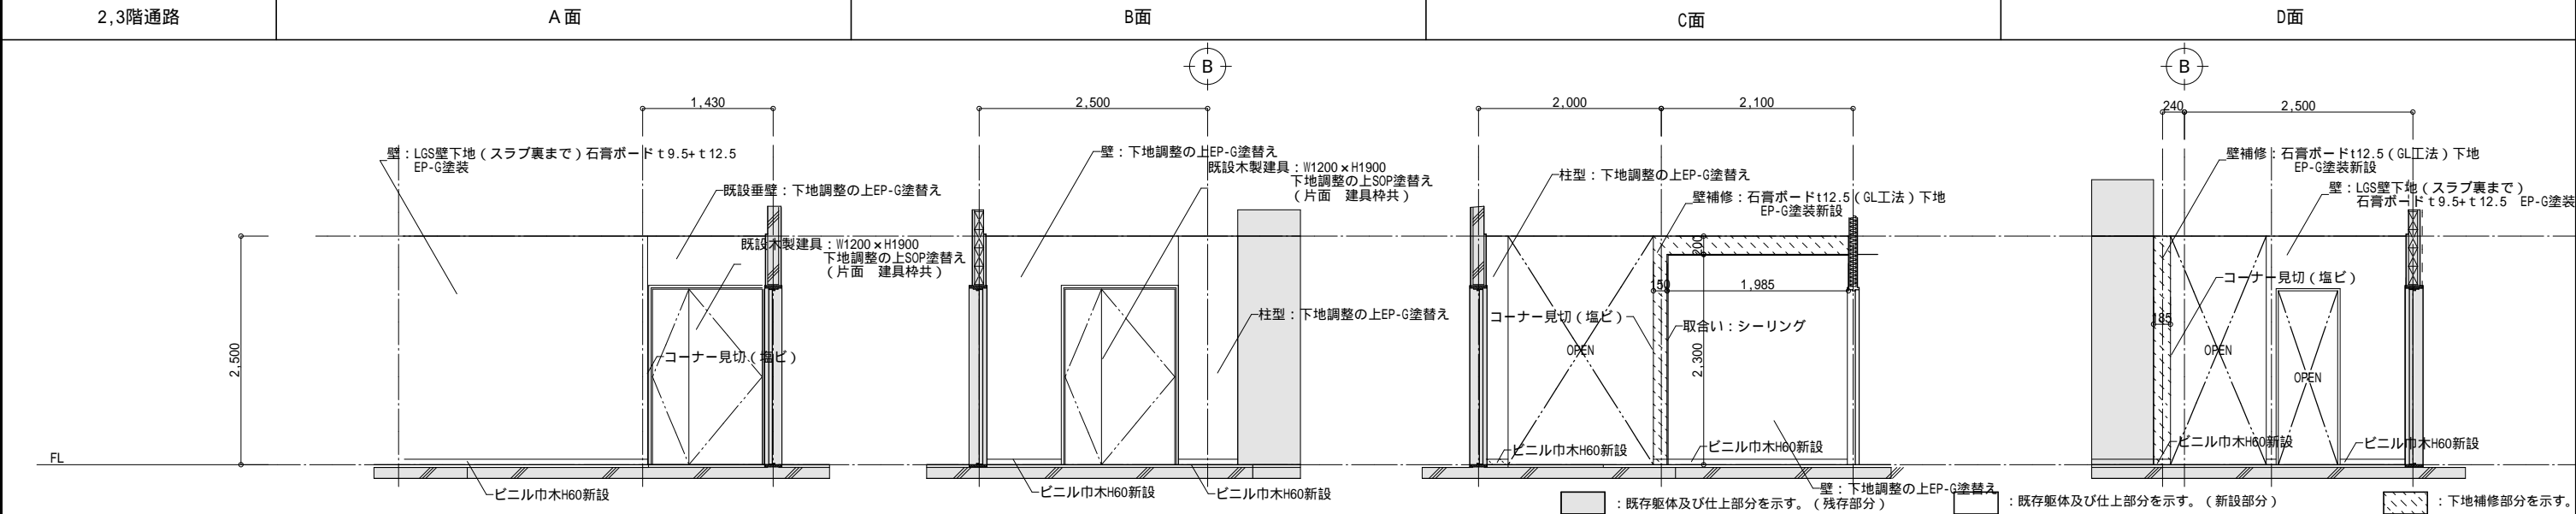 2,3階通路
A面
B面
C面
D面
1,430
壁：LGS壁下地（スラブ裏まで）石膏ボードｔ9.5+ｔ12.5
EP-G塗装
既設垂壁：下地調整の上EP-G塗替え
既設木製建具：W1200×H1900
下地調整の上SOP塗替え
（片面　建具枠共）
コーナー見切（塩ビ）
2,500
FL
ビニル巾木H60新設
B
2,500
壁：下地調整の上EP-G塗替え
既設木製建具：W1200×H1900
下地調整の上SOP塗替え
（片面　建具枠共）
柱型：下地調整の上EP-G塗替え
ビニル巾木H60新設
ビニル巾木H60新設
2,000
2,100
柱型：下地調整の上EP-G塗替え
壁補修：石膏ボードt12.5（GL工法）下地
EP-G塗装新設
200
150
1,985
コーナー見切（塩ビ）
取合い：シーリング
OPEN
2,300
ビニル巾木H60新設
ビニル巾木H60新設
壁：下地調整の上EP-G塗替え
B
240
2,500
壁補修：石膏ボードt12.5（GL工法）下地
EP-G塗装新設
壁：LGS壁下地（スラブ裏まで）
石膏ボードｔ9.5+ｔ12.5　EP-G塗装
コーナー見切（塩ビ）
185
OPEN
OPEN
ビニル巾木H60新設
ビニル巾木H60新設
：既存躯体及び仕上部分を示す。（残存部分）
：既存躯体及び仕上部分を示す。（新設部分）
：下地補修部分を示す。